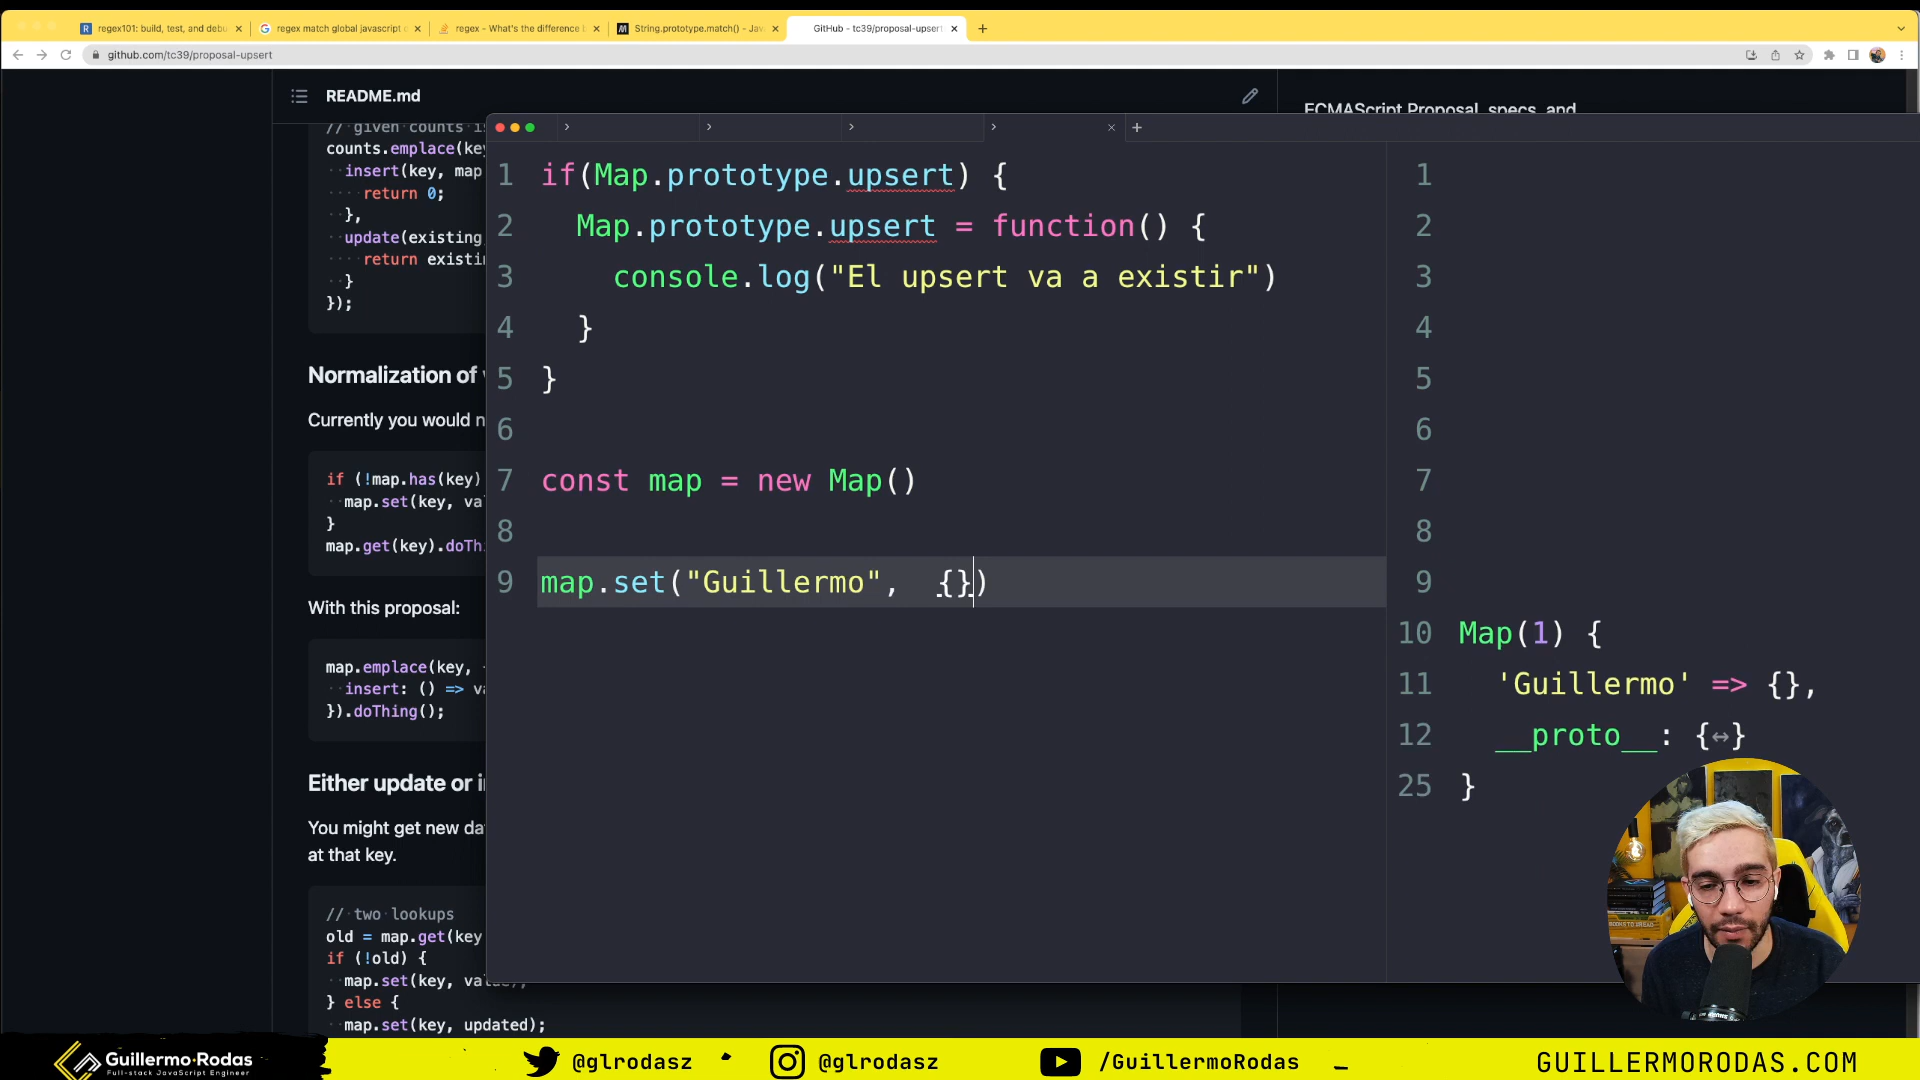 regex101: build, test, and debu
regex match global javascript
regex - What's the difference
String.prototype.match() - Jav
GitHub - tc39/proposal-upsert
github.com/tc39/proposal-upsert
README.md
ECMAScript Proposal, specs, and
// given counts is
counts.emplace(key
insert(key, map
return 0;
},
update(existing
return existin
}
});
Normalization of
Currently you would n
if (!map.has(key)
map.set(key, val
}
map.get(key).doThi
With this proposal:
map.emplace(key,
insert: () => va
}).doThing();
Either update or i
You might get new dat
at that key.
// two lookups
old = map.get(key
if (!old) {
map.set(key, value);
} else {
map.set(key, updated);
1 if(Map.prototype.upsert) {
2 Map.prototype.upsert = function() {
3 console.log("El upsert va a existir")
4 }
5 }
6
7 const map = new Map()
8
9 map.set("Guillermo",  {})
1
2
3
4
5
6
7
8
9
10 Map(1) {
11 'Guillermo' => {},
12 __proto__: {↔}
25 }
Guillermo·Rodas
Full-stack JavaScript Engineer
@glrodasz
@glrodasz
/GuillermoRodas
GUILLERMORODAS.COM